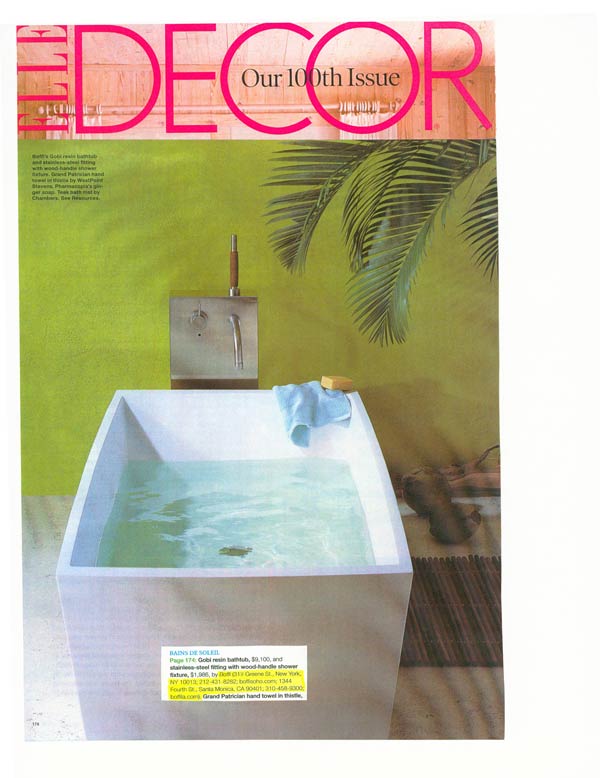 ELLE DECOR
Our 100th Issue
Boffi's Gobi resin bathtub
and stainless-steel fitting
with wood-handle shower
fixture. Grand Patrician hand
towel in thistle by WestPoint
Stevens. Pharmacopia's gin-
ger soap. Teak bath mat by
Chambers. See Resources.
BAINS DE SOLEIL
Page 174: Gobi resin bathtub, $9,100, and
stainless-steel fitting with wood-handle shower
fixture, $1,986, by Boffi (31½ Greene St., New York,
NY 10013; 212-431-8282; boffisoho.com; 1344
Fourth St., Santa Monica, CA 90401; 310-458-9300;
boffila.com). Grand Patrician hand towel in thistle,
174